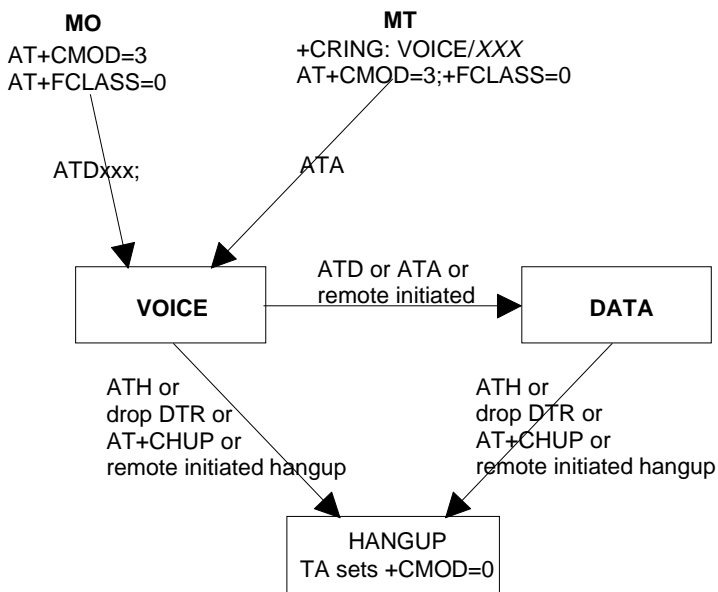 MO
AT+CMOD=3
AT+FCLASS=0
MT
+CRING: VOICE/XXX
AT+CMOD=3;+FCLASS=0
ATDxxx;
ATA
VOICE
ATD or ATA or
remote initiated
DATA
ATH or
drop DTR or
AT+CHUP or
remote initiated hangup
ATH or
drop DTR or
AT+CHUP or
remote initiated hangup
HANGUP
TA sets +CMOD=0